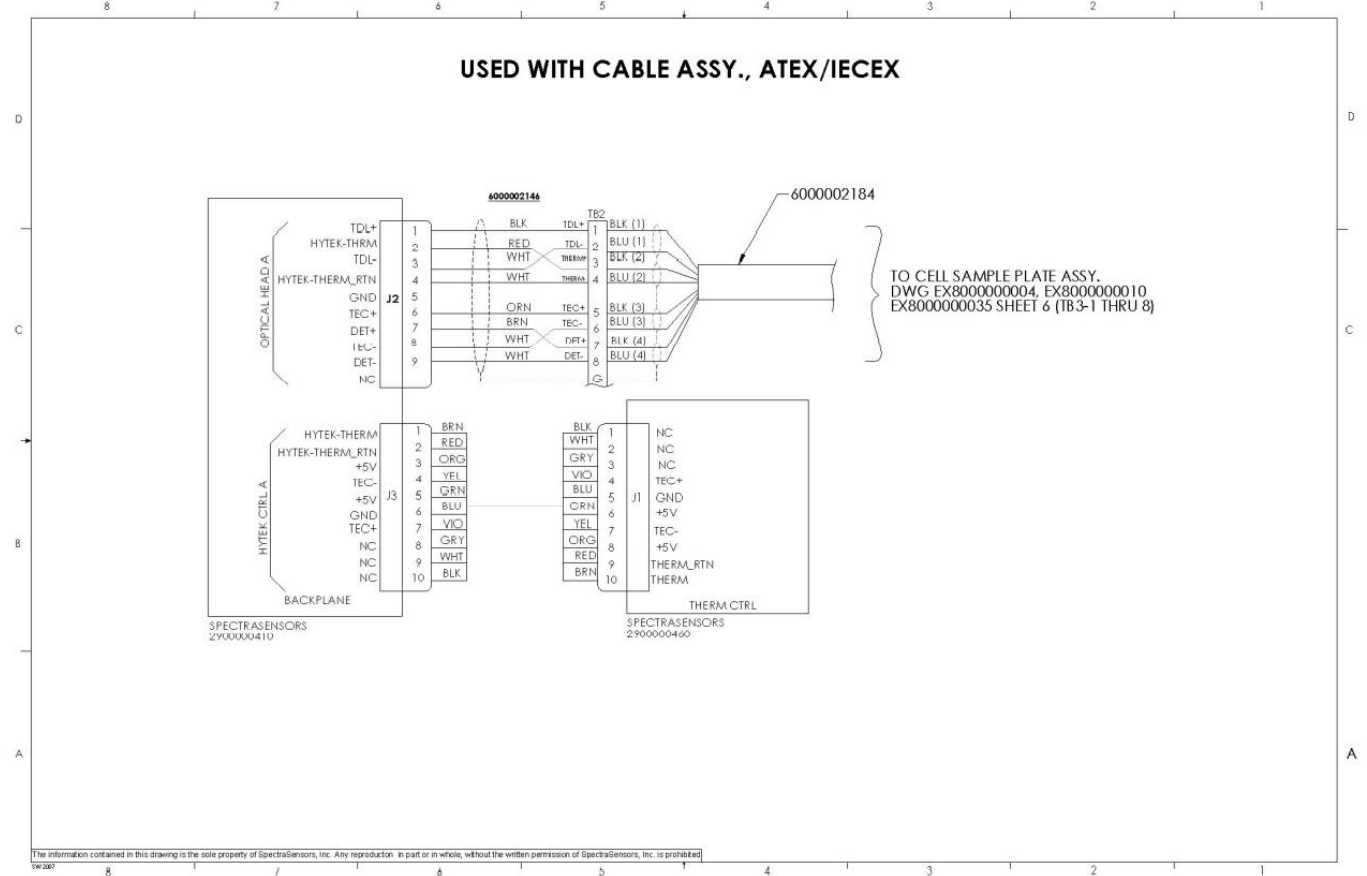 8 7 6 5 4 3 2 1
USED WITH CABLE ASSY., ATEX/IECEX
D D
6000002146
6000002184
TB2
TDL+ 1 BLK TDL+ 1 BLK (1)
HYTEK-THRM 2 RED TDL- 2 BLU (1)
TDL- 3 WHT THERM+ 3 BLK (2)
HYTEK-THERM_RTN 4 WHT THERM- 4 BLU (2)
GND 5
TEC+ 6 ORN TEC+ 5 BLK (3)
DET+ 7 BRN TEC- 6 BLU (3)
TEC- 8 WHT DET+ 7 BLK (4)
DET- 9 WHT DET- 8 BLU (4)
NC G
J2
OPTICAL HEAD A
TO CELL SAMPLE PLATE ASSY.
DWG EX8000000004, EX8000000010
EX8000000035 SHEET 6 (TB3-1 THRU 8)
C C
HYTEK-THERM 1 BRN
HYTEK-THERM_RTN 2 RED
+5V 3 ORG
TEC- 4 YEL
+5V 5 GRN
GND 6 BLU
TEC+ 7 VIO
NC 8 GRY
NC 9 WHT
NC 10 BLK
J3
HYTEK CTRL A
BACKPLANE
SPECTRASENSORS
2900000410
BLK 1 NC
WHT 2 NC
GRY 3 NC
VIO 4 TEC+
BLU 5 GND
GRN 6 +5V
YEL 7 TEC-
ORG 8 +5V
RED 9 THERM_RTN
BRN 10 THERM
J1
THERM CTRL
SPECTRASENSORS
2900000460
B B
A A
The information contained in this drawing is the sole property of SpectraSensors, Inc. Any reproducton in part or in whole, without the written permission of SpectraSensors, Inc. is prohibited
SW2007
8 7 6 5 4 3 2 1